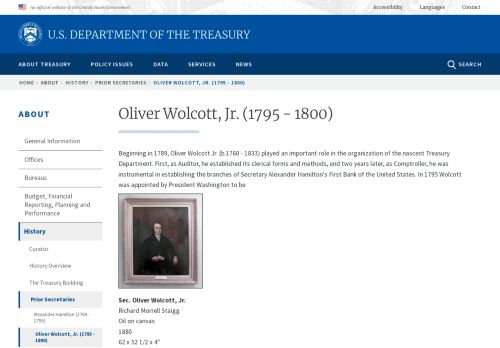 An official website of the United States Government
Accessibility Languages Contact
U.S. DEPARTMENT OF THE TREASURY
ABOUT TREASURY POLICY ISSUES DATA SERVICES NEWS SEARCH
HOME › ABOUT › HISTORY › PRIOR SECRETARIES › OLIVER WOLCOTT, JR. (1795 - 1800)
ABOUT
General Information
Offices
Bureaus
Budget, Financial
Reporting, Planning and
Performance
History
Curator
History Overview
The Treasury Building
Prior Secretaries
Alexander Hamilton (1789-
1795)
Oliver Wolcott, Jr. (1795 -
1800)
Oliver Wolcott, Jr. (1795 - 1800)
Beginning in 1789, Oliver Wolcott Jr. (b.1760 - 1833) played an important role in the organization of the nascent Treasury
Department. First, as Auditor, he established its clerical forms and methods, and two years later, as Comptroller, he was
instrumental in establishing the branches of Secretary Alexander Hamilton's First Bank of the United States. In 1795 Wolcott
was appointed by President Washington to be
Sec. Oliver Wolcott, Jr.
Richard Morrell Staigg
Oil on canvas
1880
62 x 52 1/2 x 4"